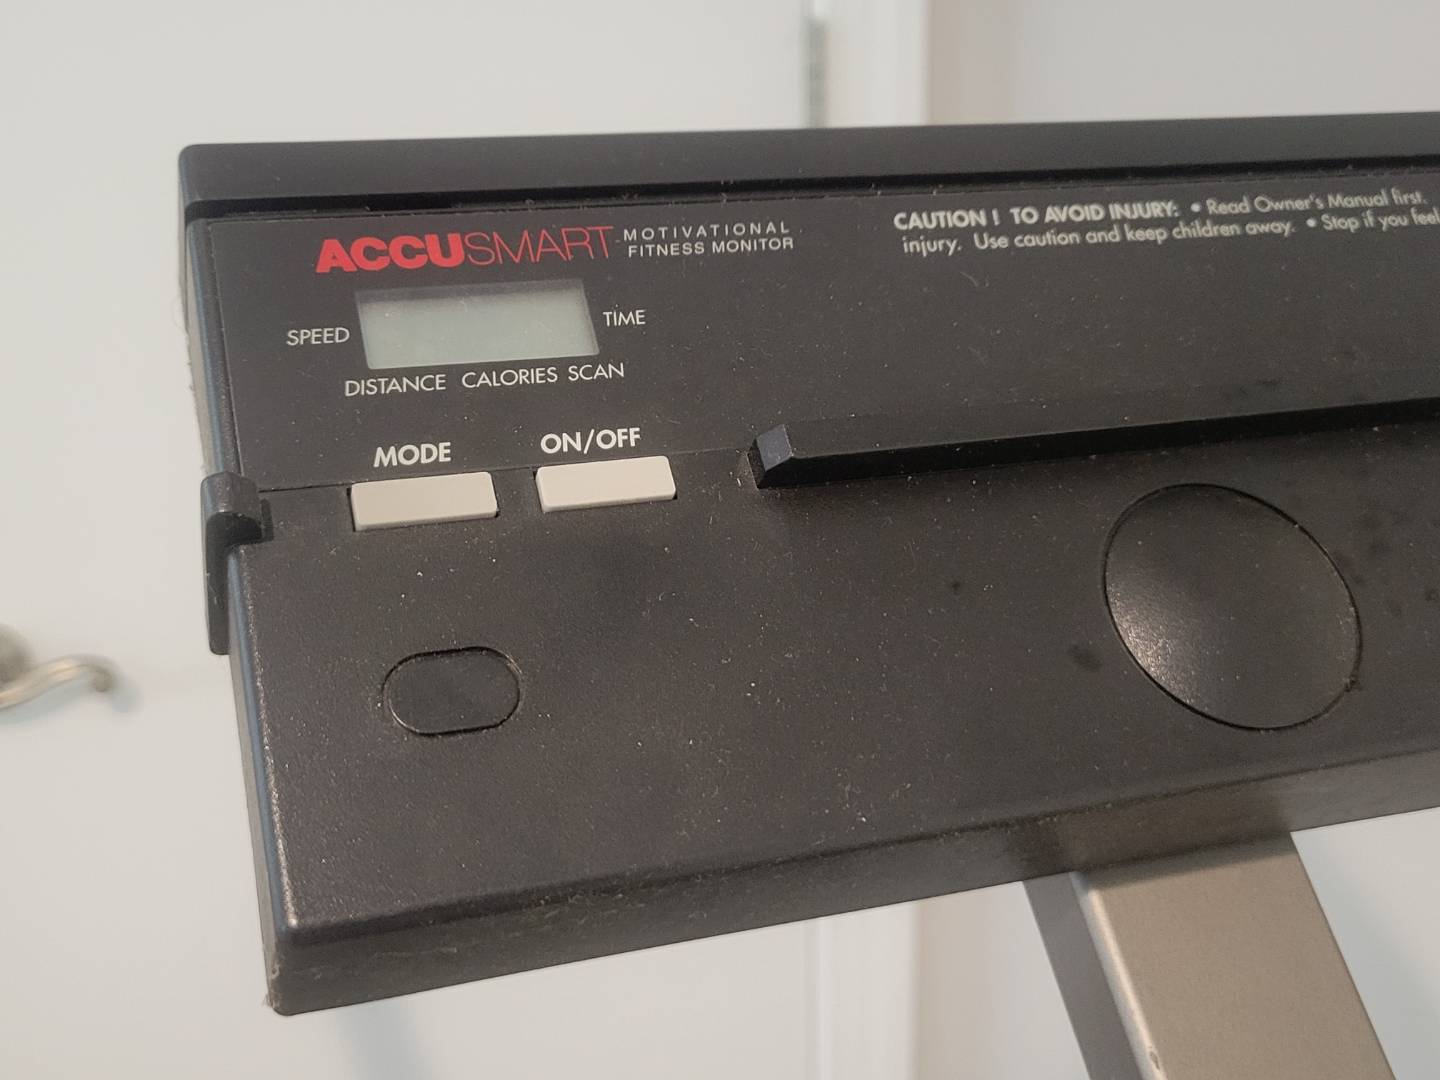 ACCUSMART MOTIVATIONAL
FITNESS MONITOR
CAUTION! TO AVOID INJURY: • Read Owner's Manual first.
injury. Use caution and keep children away. • Stop if you feel
SPEED
TIME
DISTANCE CALORIES SCAN
MODE
ON/OFF